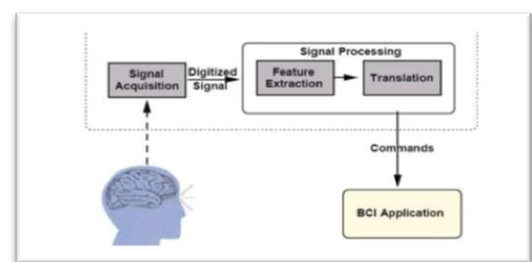 Signal Processing
Signal
Acquisition
Digitized
Signal
Feature
Extraction
Translation
Commands
BCI Application